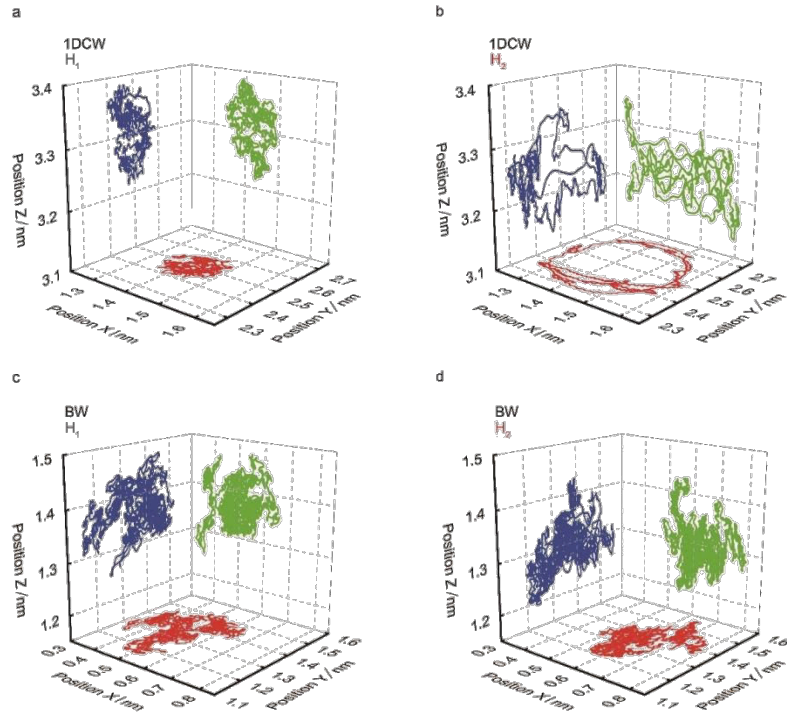 a
1DCW
H₁
3.4
3.3
3.2
3.1
Position Z/nm
1.3
1.4
1.5
1.6
Position X/nm
2.3
2.4
2.5
2.6
2.7
Position Y/nm
b
1DCW
H₂
3.4
3.3
3.2
3.1
Position Z/nm
1.3
1.4
1.5
1.6
Position X/nm
2.3
2.4
2.5
2.6
2.7
Position Y/nm
c
BW
H₁
1.5
1.4
1.3
1.2
Position Z/nm
0.3
0.4
0.5
0.6
0.7
0.8
Position X/nm
1.1
1.2
1.3
1.4
1.5
1.6
Position Y/nm
d
BW
H₂
1.5
1.4
1.3
1.2
Position Z/nm
0.3
0.4
0.5
0.6
0.7
0.8
Position X/nm
1.1
1.2
1.3
1.4
1.5
1.6
Position Y/nm